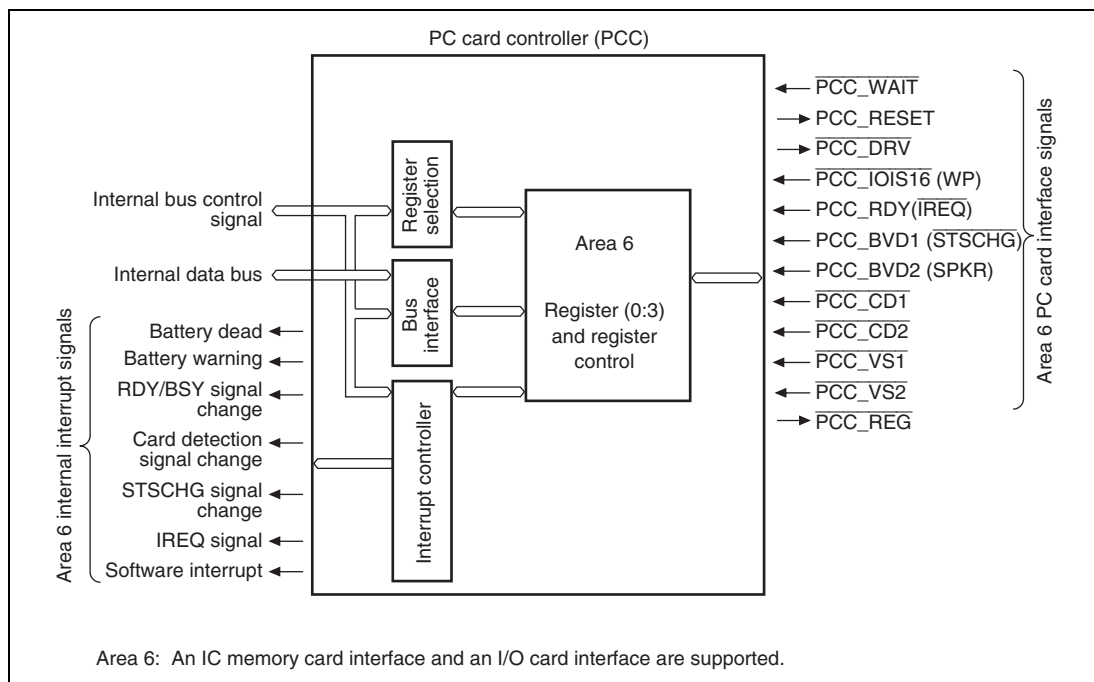 PC card controller (PCC)
Internal bus control
signal
Internal data bus
Area 6 internal interrupt signals
Battery dead
Battery warning
RDY/BSY signal
change
Card detection
signal change
STSCHG signal
change
IREQ signal
Software interrupt
Register
selection
Bus
interface
Interrupt controller
Area 6
Register (0:3)
and register
control
PCC_WAIT
PCC_RESET
PCC_DRV
PCC_IOIS16 (WP)
PCC_RDY(IREQ)
PCC_BVD1 (STSCHG)
PCC_BVD2 (SPKR)
PCC_CD1
PCC_CD2
PCC_VS1
PCC_VS2
PCC_REG
Area 6 PC card interface signals
Area 6: An IC memory card interface and an I/O card interface are supported.